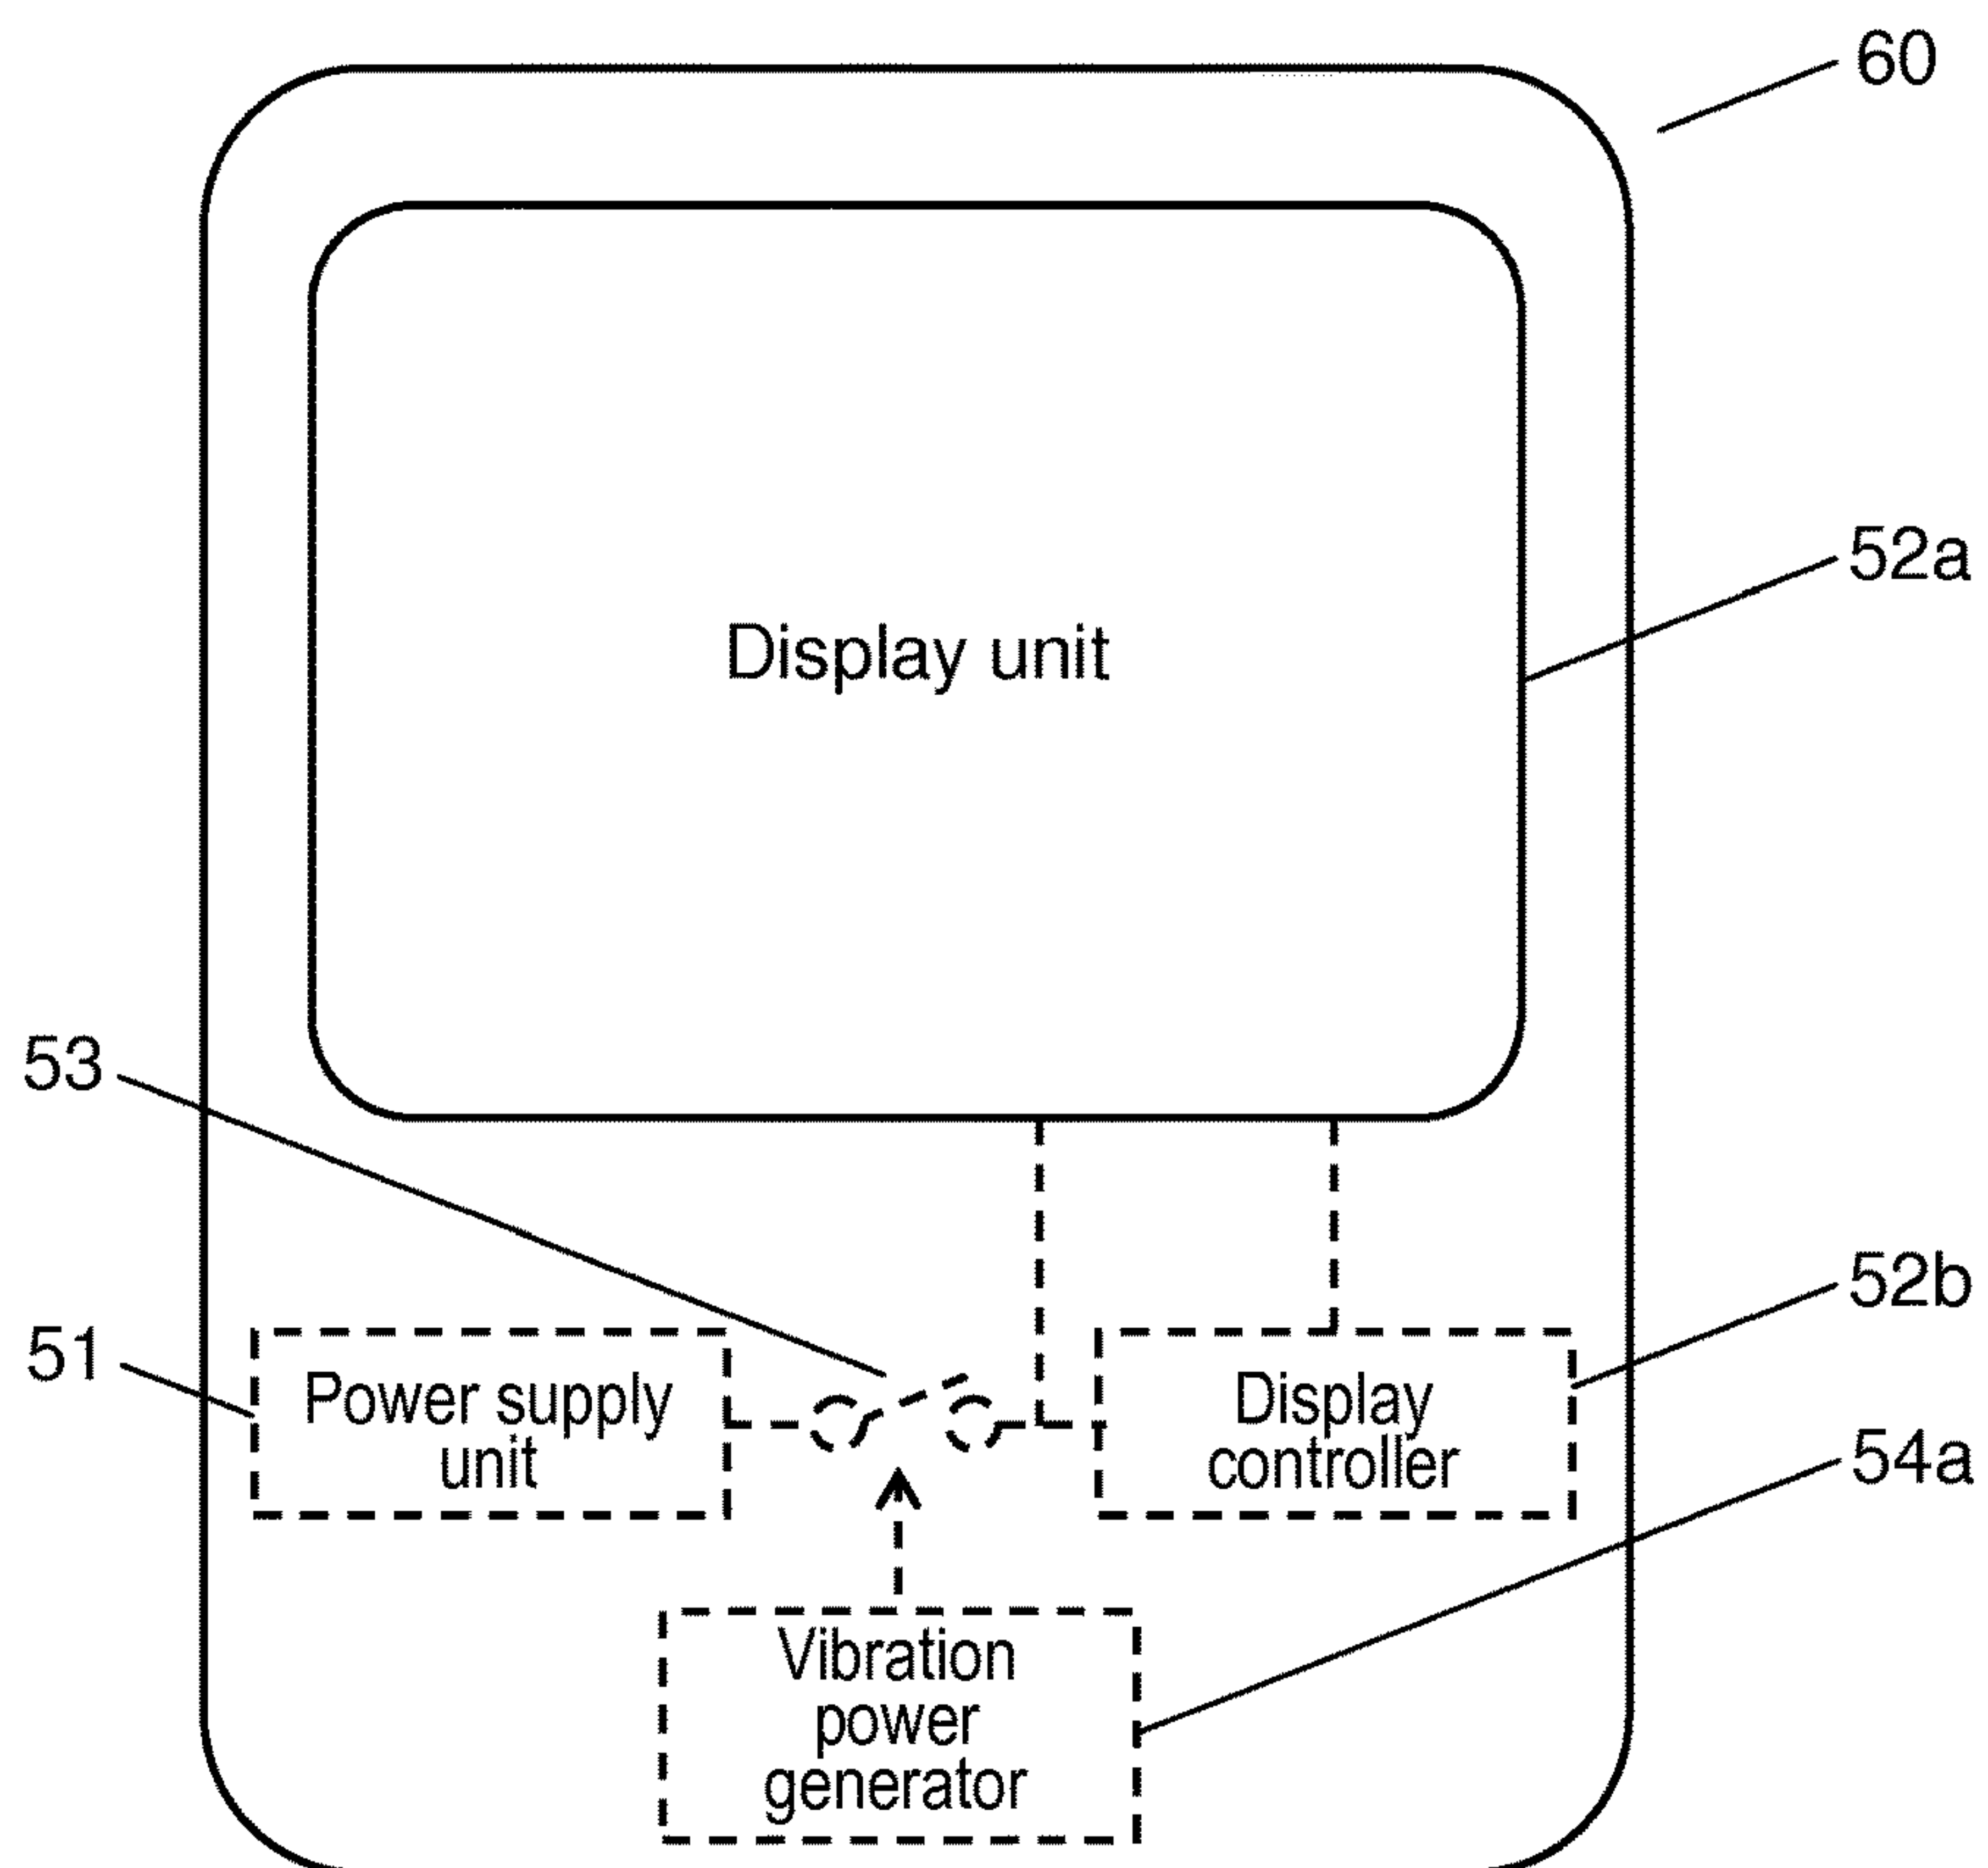 60
52a
Display unit
53
52b
51
Power supply
unit
Display
controller
54a
Vibration
power
generator